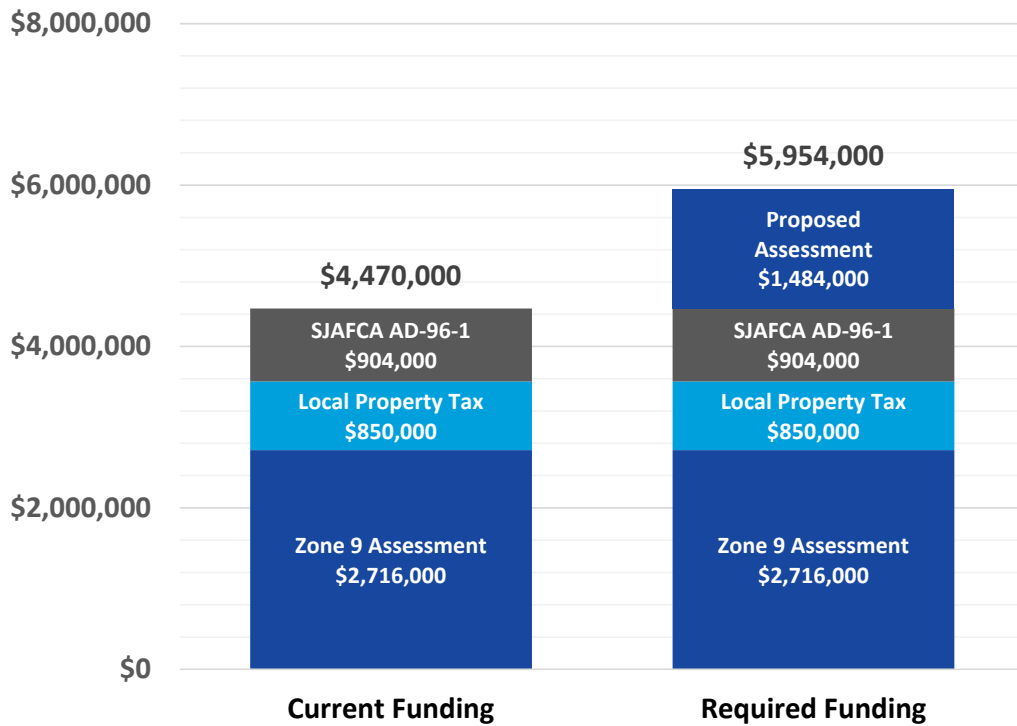 $8,000,000
$6,000,000
$4,000,000
$2,000,000
$0
$4,470,000
SJAFCA AD-96-1
$904,000
Local Property Tax
$850,000
Zone 9 Assessment
$2,716,000
Current Funding
$5,954,000
Proposed
Assessment
$1,484,000
SJAFCA AD-96-1
$904,000
Local Property Tax
$850,000
Zone 9 Assessment
$2,716,000
Required Funding